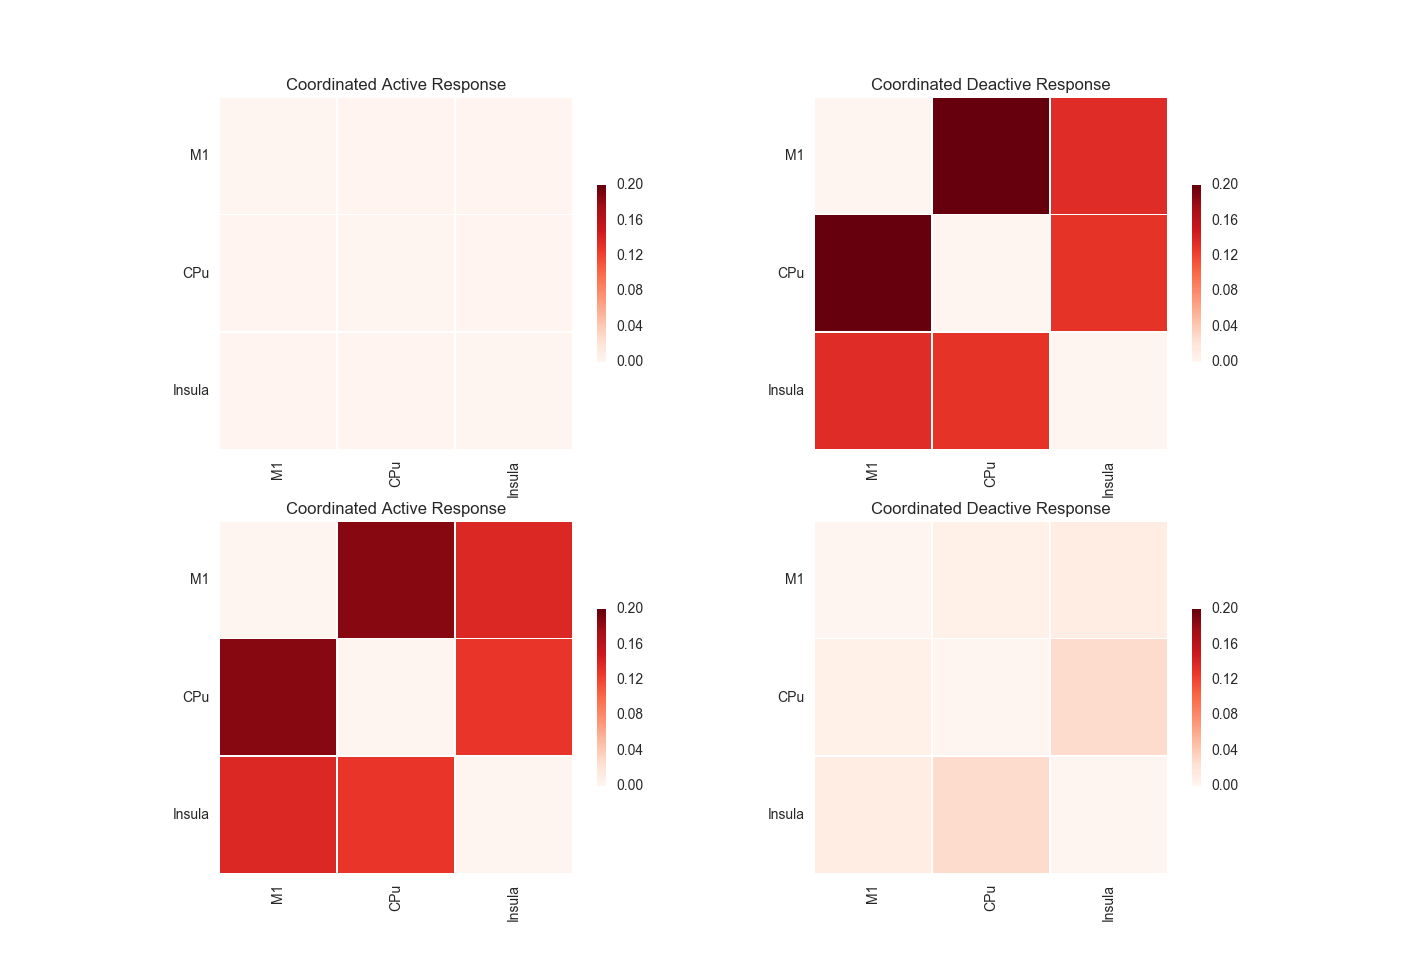 Coordinated Active Response
M1
CPu
Insula
M1
CPu
Insula
0.20
0.16
0.12
0.08
0.04
0.00
Coordinated Deactive Response
M1
CPu
Insula
M1
CPu
Insula
0.20
0.16
0.12
0.08
0.04
0.00
Coordinated Active Response
M1
CPu
Insula
M1
CPu
Insula
0.20
0.16
0.12
0.08
0.04
0.00
Coordinated Deactive Response
M1
CPu
Insula
M1
CPu
Insula
0.20
0.16
0.12
0.08
0.04
0.00